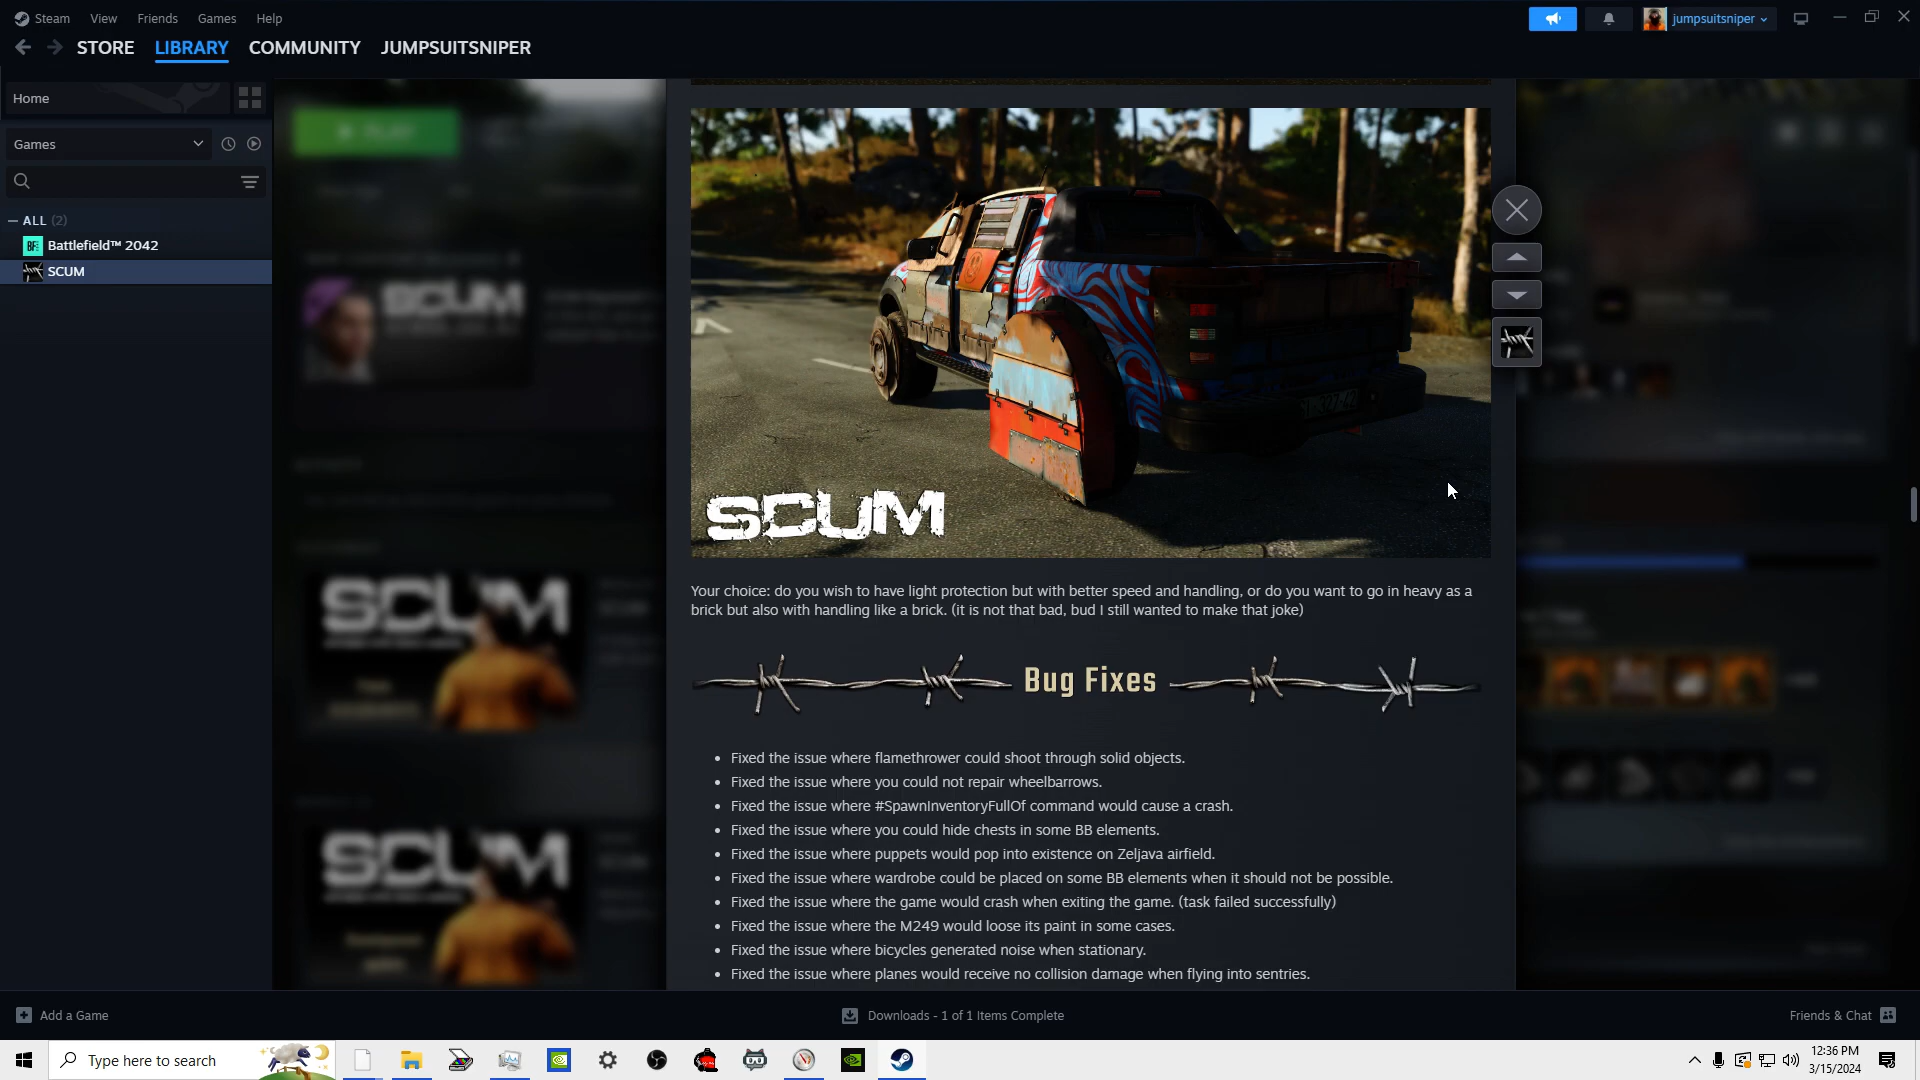 Steam View Friends Games Help
jumpsuitsniper
STORE LIBRARY COMMUNITY JUMPSUITSNIPER
Home
Games
ALL (2)
BF
Battlefield™ 2042
SCUM
PLAY
SCUM
SCUM
Your choice: do you wish to have light protection but with better speed and handling, or do you want to go in heavy as a
brick but also with handling like a brick. (it is not that bad, bud I still wanted to make that joke)
Bug Fixes
• Fixed the issue where flamethrower could shoot through solid objects.
• Fixed the issue where you could not repair wheelbarrows.
• Fixed the issue where #SpawnInventoryFullOf command would cause a crash.
• Fixed the issue where you could hide chests in some BB elements.
• Fixed the issue where puppets would pop into existence on Zeljava airfield.
• Fixed the issue where wardrobe could be placed on some BB elements when it should not be possible.
• Fixed the issue where the game would crash when exiting the game. (task failed successfully)
• Fixed the issue where the M249 would loose its paint in some cases.
• Fixed the issue where bicycles generated noise when stationary.
• Fixed the issue where planes would receive no collision damage when flying into sentries.
SCUM
SCUM
Add a Game
Downloads - 1 of 1 Items Complete
Friends & Chat
Type here to search
12:36 PM
3/15/2024